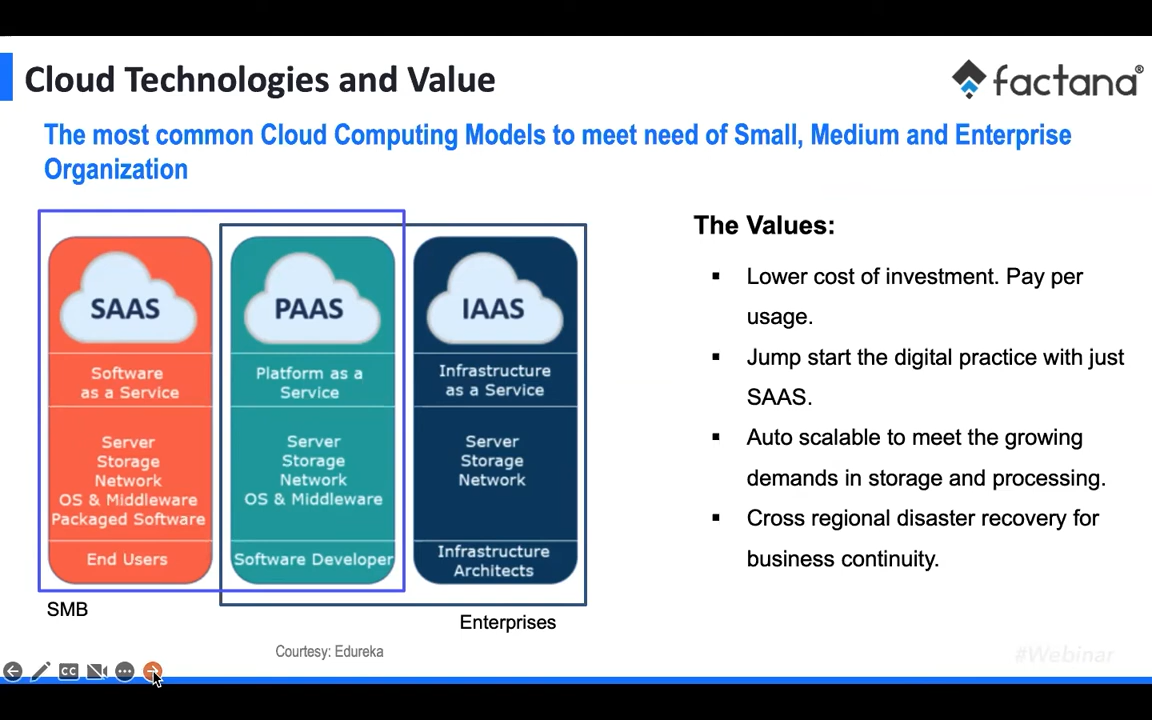 Cloud Technologies and Value
factana®
The most common Cloud Computing Models to meet need of Small, Medium and Enterprise
Organization
SAAS
Software
as a Service
Server
Storage
Network
OS & Middleware
Packaged Software
End Users
PAAS
Platform as a
Service
Server
Storage
Network
OS & Middleware
Software Developer
IAAS
Infrastructure
as a Service
Server
Storage
Network
Infrastructure
Architects
SMB
Enterprises
Courtesy: Edureka
The Values:
▪ Lower cost of investment. Pay per
usage.
▪ Jump start the digital practice with just
SAAS.
▪ Auto scalable to meet the growing
demands in storage and processing.
▪ Cross regional disaster recovery for
business continuity.
CC
#Webinar